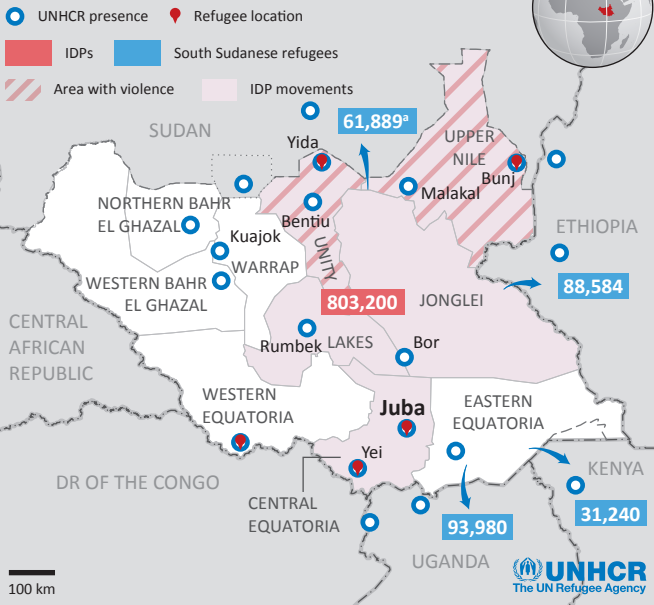 UNHCR presence
Refugee location
IDPs
South Sudanese refugees
Area with violence
IDP movements
SUDAN
61,889ᵃ
Yida
UPPER
NILE
Bunj
Malakal
NORTHERN BAHR
EL GHAZAL
Bentiu
ETHIOPIA
Kuajok
UNITY
WARRAP
WESTERN BAHR
EL GHAZAL
88,584
803,200
JONGLEI
CENTRAL
AFRICAN
REPUBLIC
Rumbek
LAKES
Bor
WESTERN
EQUATORIA
Juba
EASTERN
EQUATORIA
Yei
KENYA
DR OF THE CONGO
CENTRAL
EQUATORIA
31,240
93,980
UGANDA
UNHCR
The UN Refugee Agency
100 km